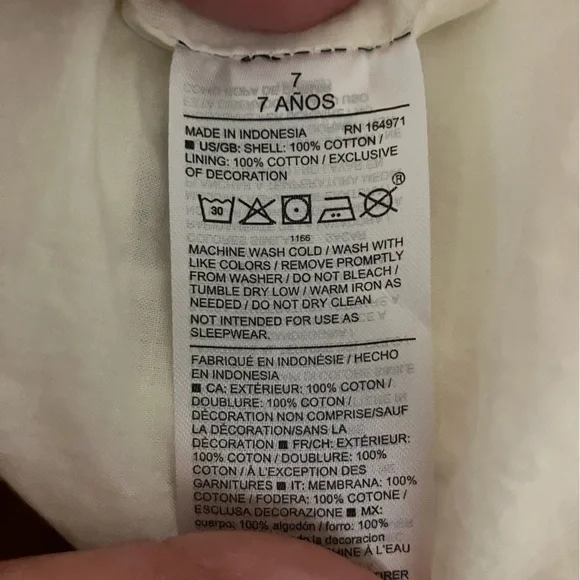 7
7 AÑOS
MADE IN INDONESIA RN 164971
■ US/GB: SHELL: 100% COTTON /
LINING: 100% COTTON / EXCLUSIVE
OF DECORATION
30
®
1166
MACHINE WASH COLD / WASH WITH
LIKE COLORS / REMOVE PROMPTLY
FROM WASHER / DO NOT BLEACH /
TUMBLE DRY LOW / WARM IRON AS
NEEDED / DO NOT DRY CLEAN
NOT INTENDED FOR USE AS
SLEEPWEAR.
FABRIQUÉ EN INDONÉSIE / HECHO
EN INDONESIA
■ CA: EXTÉRIEUR: 100% COTON /
DOUBLURE: 100% COTON /
DÉCORATION NON COMPRISE/SAUF
LA DÉCORATION/SANS LA
DÉCORATION ■ FR/CH: EXTÉRIEUR:
100% COTON / DOUBLURE: 100%
COTON / À L'EXCEPTION DES
GARNITURES ■ IT: MEMBRANA: 100%
COTONE / FODERA: 100% COTONE /
ESCLUSA DECORAZIONE ■ MX:
cuerpo: 100% algodón / forro: 100%
la decoracion
À L'EAU